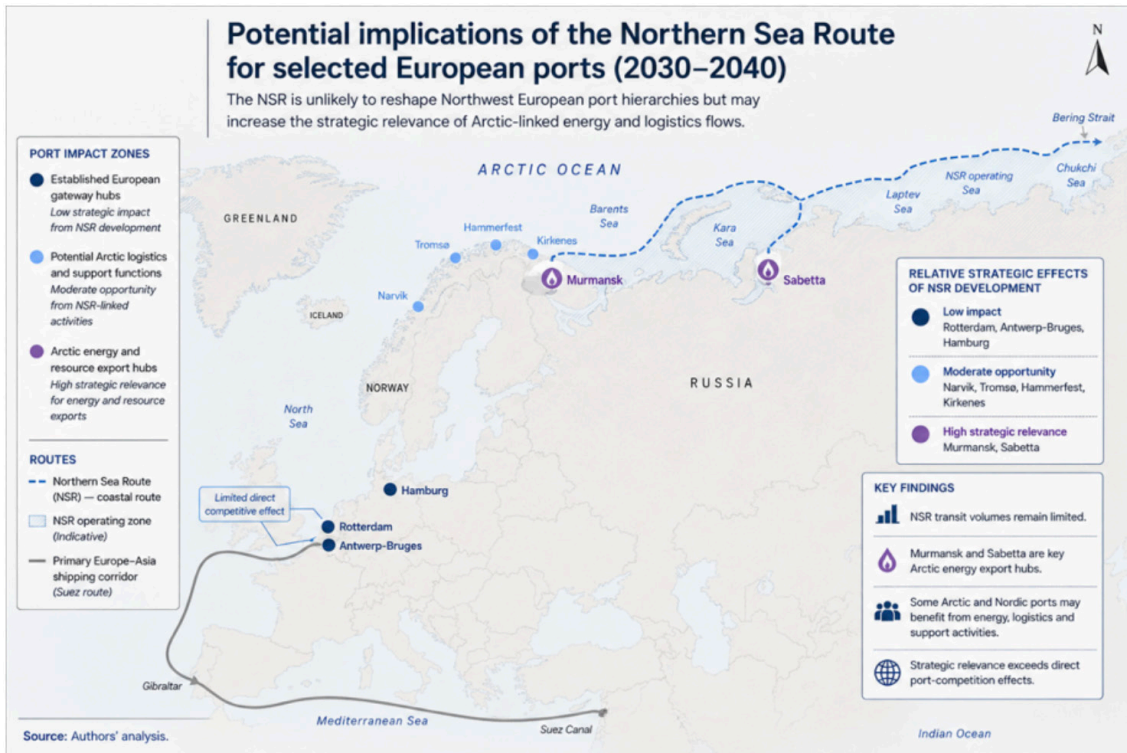 Potential implications of the Northern Sea Route
for selected European ports (2030–2040)
The NSR is unlikely to reshape Northwest European port hierarchies but may
increase the strategic relevance of Arctic-linked energy and logistics flows.
N
PORT IMPACT ZONES
Established European
gateway hubs
Low strategic impact
from NSR development
Potential Arctic logistics
and support functions
Moderate opportunity
from NSR-linked
activities
Arctic energy and
resource export hubs
High strategic relevance
for energy and resource
exports
ROUTES
Northern Sea Route
(NSR) — coastal route
NSR operating zone
(Indicative)
Primary Europe–Asia
shipping corridor
(Suez route)
Bering Strait
ARCTIC OCEAN
NSR operating
Sea
Chukchi
Sea
Laptev
Sea
GREENLAND
Barents
Sea
Kara
Sea
Hammerfest
Tromsø
Kirkenes
Murmansk
Sabetta
Narvik
ICELAND
NORWAY
RUSSIA
North
Sea
Hamburg
Limited direct
competitive effect
Rotterdam
Antwerp-Bruges
Gibraltar
Mediterranean Sea
Suez Canal
Indian Ocean
RELATIVE STRATEGIC EFFECTS
OF NSR DEVELOPMENT
Low impact
Rotterdam, Antwerp-Bruges,
Hamburg
Moderate opportunity
Narvik, Tromsø, Hammerfest,
Kirkenes
High strategic relevance
Murmansk, Sabetta
KEY FINDINGS
NSR transit volumes remain limited.
Murmansk and Sabetta are key
Arctic energy export hubs.
Some Arctic and Nordic ports may
benefit from energy, logistics and
support activities.
Strategic relevance exceeds direct
port-competition effects.
Source: Authors' analysis.